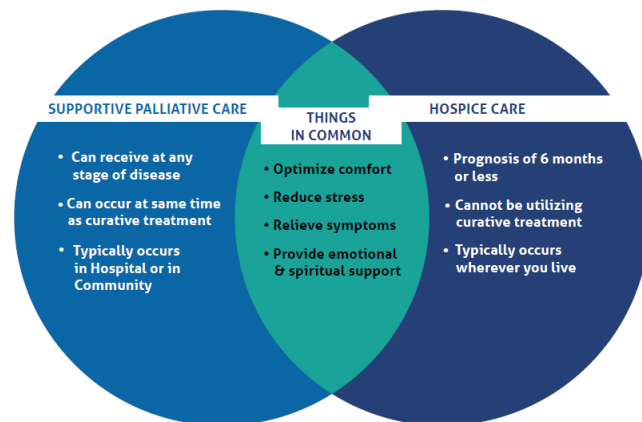 SUPPORTIVE PALLIATIVE CARE
• Can receive at any
stage of disease
• Can occur at same time
as curative treatment
• Typically occurs
in Hospital or in
Community
THINGS
IN COMMON
• Optimize comfort
• Reduce stress
• Relieve symptoms
• Provide emotional
& spiritual support
HOSPICE CARE
• Prognosis of 6 months
or less
• Cannot be utilizing
curative treatment
• Typically occurs
wherever you live